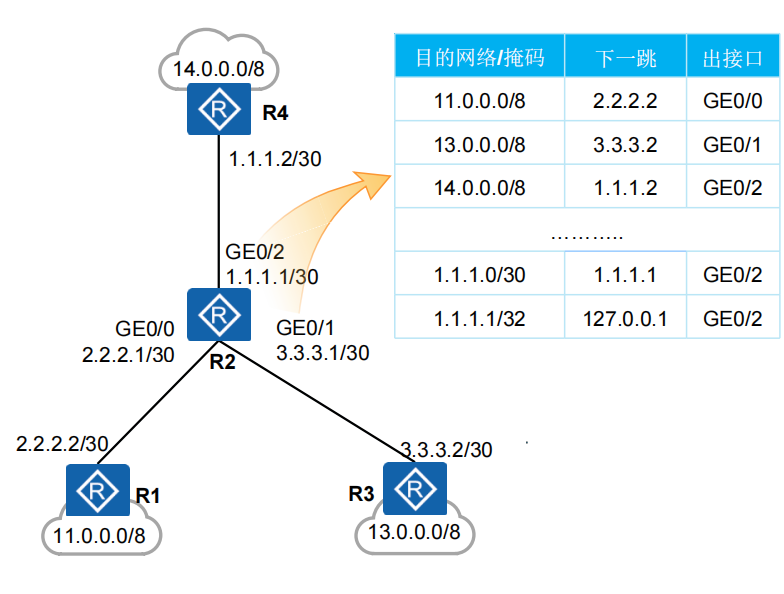 14.0.0.0/8
R
R4
1.1.1.2/30
GE0/2
1.1.1.1/30
R
R2
GE0/0
2.2.2.1/30
GE0/1
3.3.3.1/30
2.2.2.2/30
R
R1
11.0.0.0/8
3.3.3.2/30
R
R3
13.0.0.0/8
目的网络/掩码 下一跳 出接口
11.0.0.0/8 2.2.2.2 GE0/0
13.0.0.0/8 3.3.3.2 GE0/1
14.0.0.0/8 1.1.1.2 GE0/2
………..
1.1.1.0/30 1.1.1.1 GE0/2
1.1.1.1/32 127.0.0.1 GE0/2